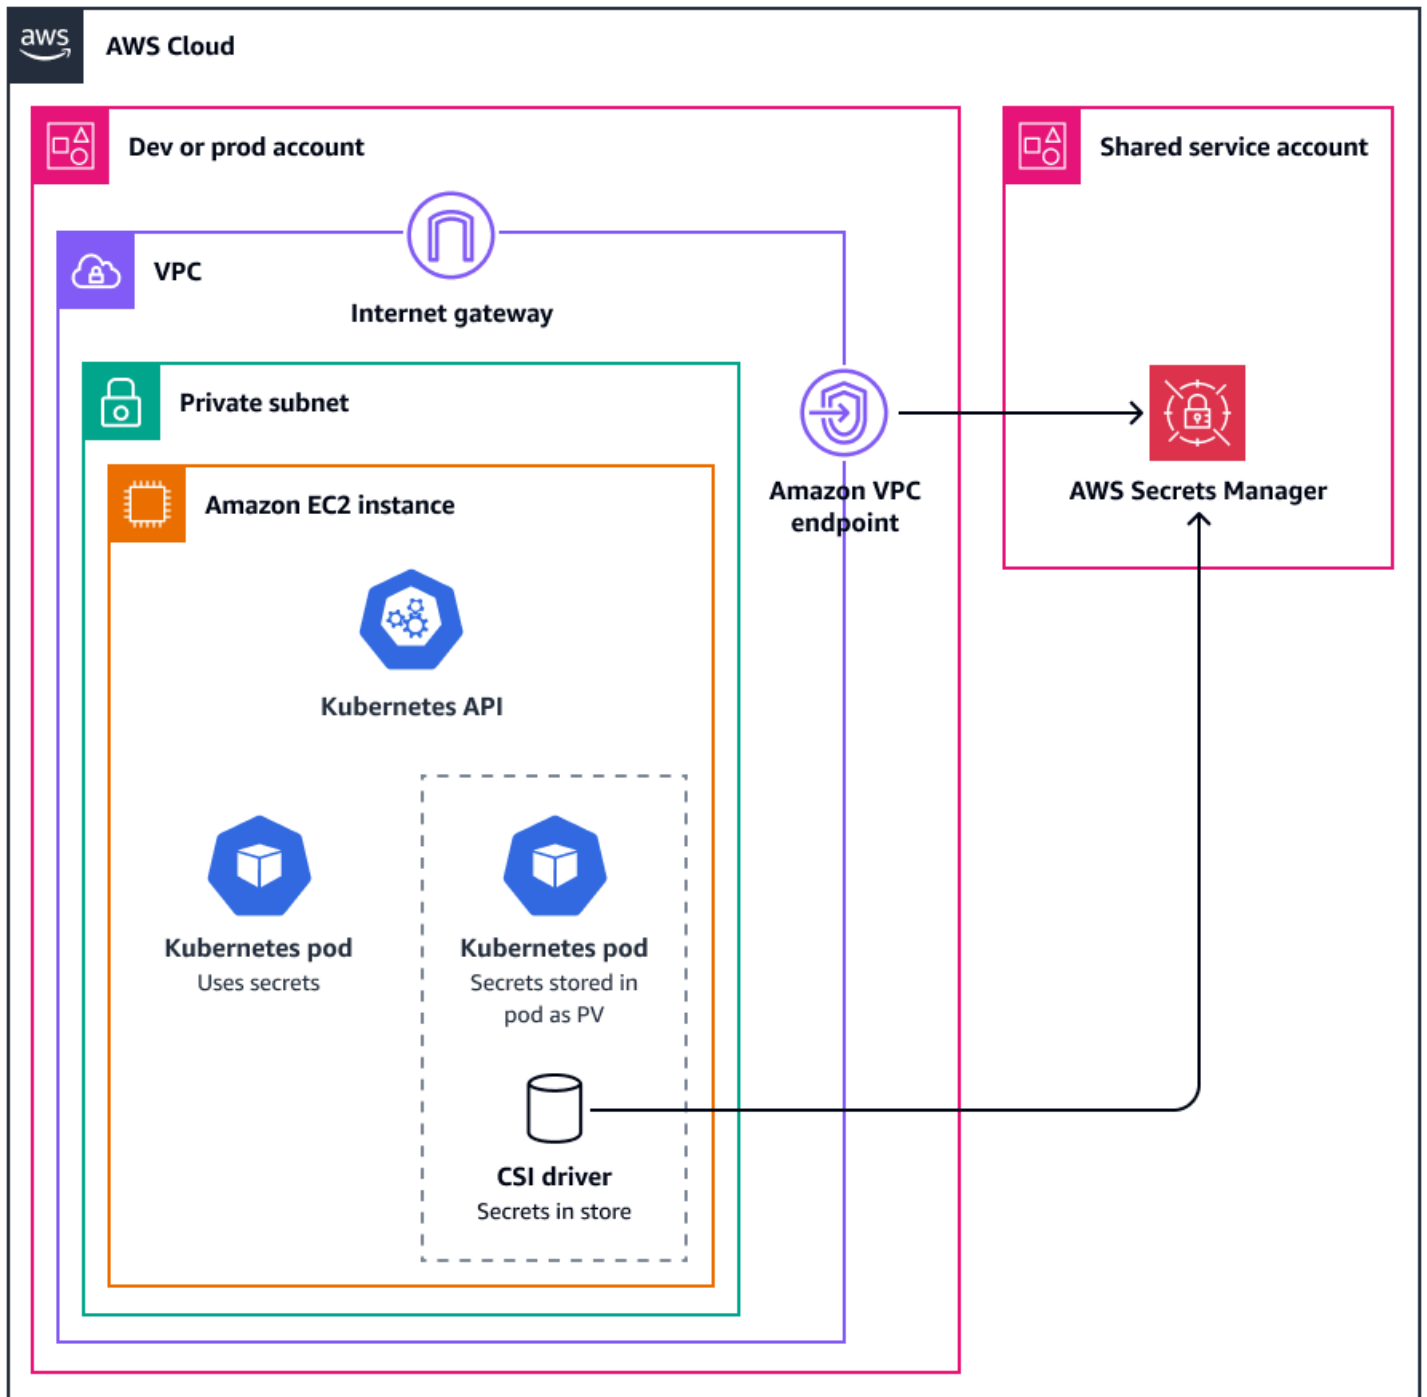 aws
AWS Cloud
Dev or prod account
Shared service account
VPC
Internet gateway
Private subnet
Amazon EC2 instance
Amazon VPC
endpoint
AWS Secrets Manager
Kubernetes API
Kubernetes pod
Uses secrets
Kubernetes pod
Secrets stored in
pod as PV
CSI driver
Secrets in store